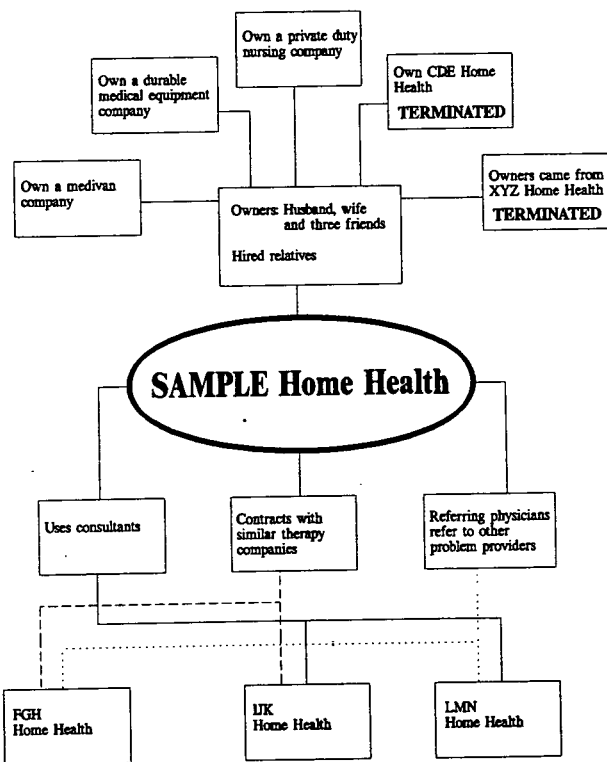 Own a private duty
nursing company
Own a durable
medical equipment
company
Own CDE Home
Health
TERMINATED
Own a medivan
company
Owners came from
XYZ Home Health
TERMINATED
Owners: Husband, wife
and three friends
Hired relatives
SAMPLE Home Health
Uses consultants
Contracts with
similar therapy
companies
Referring physicians
refer to other
problem providers
FGH
Home Health
IJK
Home Health
LMN
Home Health